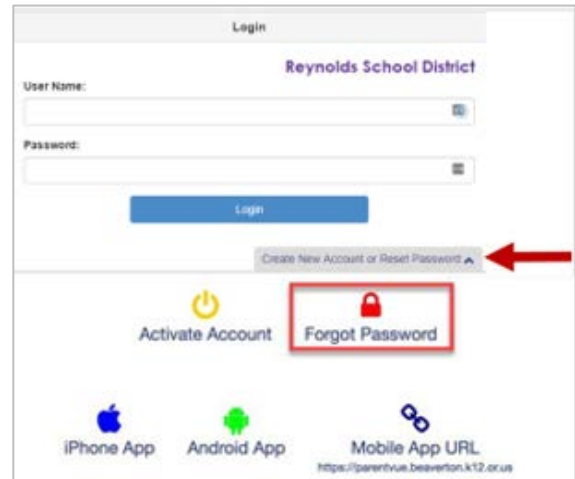 Login
Reynolds School District
User Name:
Password:
Login
Create New Account or Reset Password
Activate Account
Forgot Password
iPhone App
Android App
Mobile App URL
https://parentvue.beaverton.k12.or.us